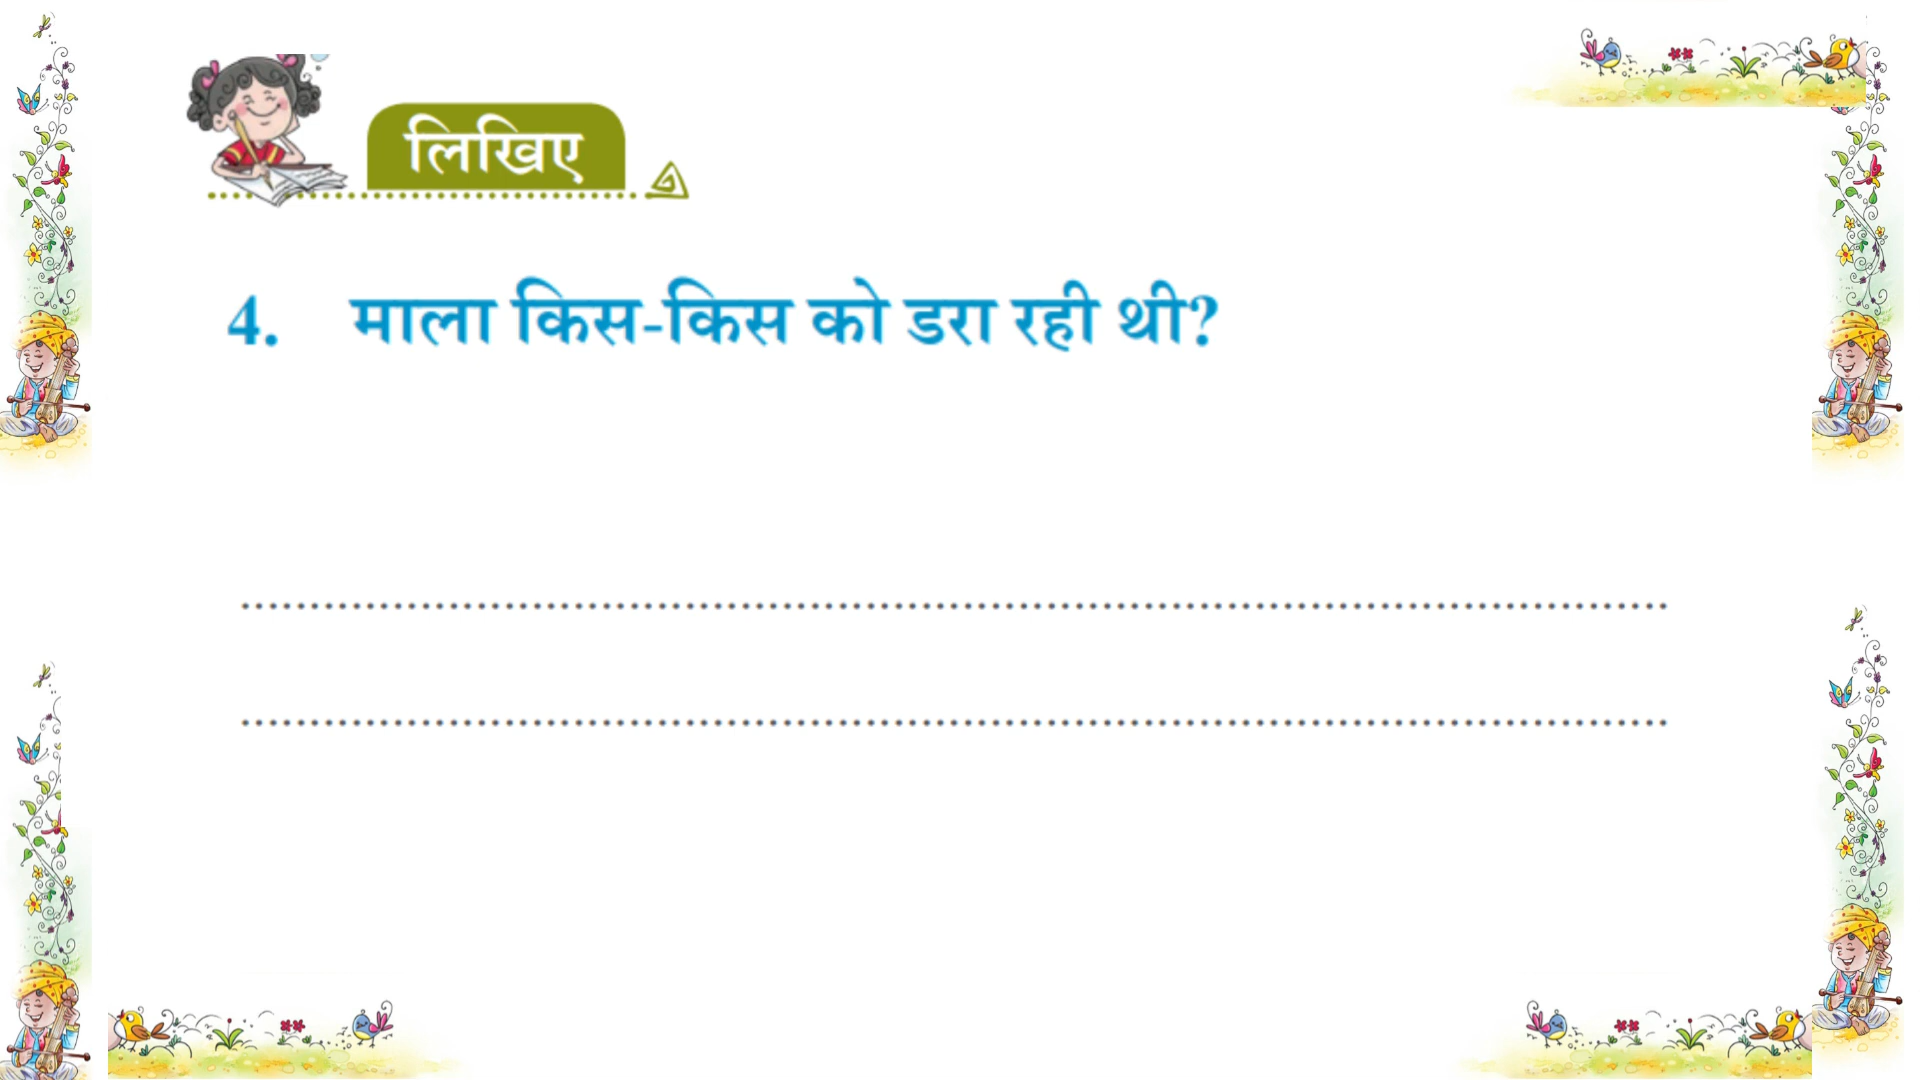 लिखिए
4. माला किस-किस को डरा रही थी?